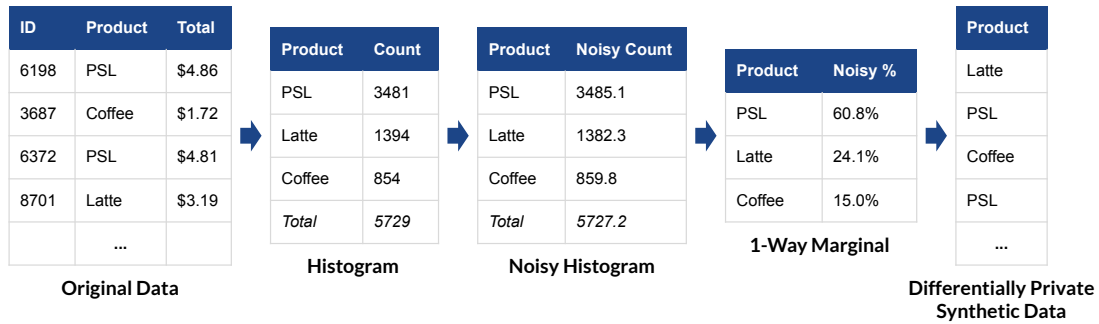 ID Product Total
6198 PSL $4.86
3687 Coffee $1.72
6372 PSL $4.81
8701 Latte $3.19
...
Original Data
Product Count
PSL 3481
Latte 1394
Coffee 854
Total 5729
Histogram
Product Noisy Count
PSL 3485.1
Latte 1382.3
Coffee 859.8
Total 5727.2
Noisy Histogram
Product Noisy %
PSL 60.8%
Latte 24.1%
Coffee 15.0%
1-Way Marginal
Product
Latte
PSL
Coffee
PSL
...
Differentially Private
Synthetic Data